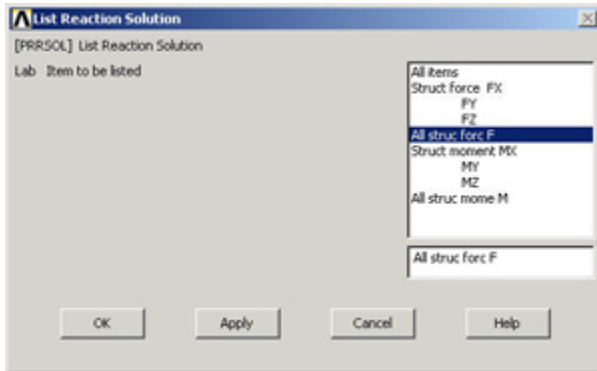 List Reaction Solution
[PRRSOL] List Reaction Solution
Lab Item to be listed
All items
Struct force FX
FY
FZ
All struc forc F
Struct moment MX
MY
MZ
All struc mome M
All struc forc F
OK Apply Cancel Help